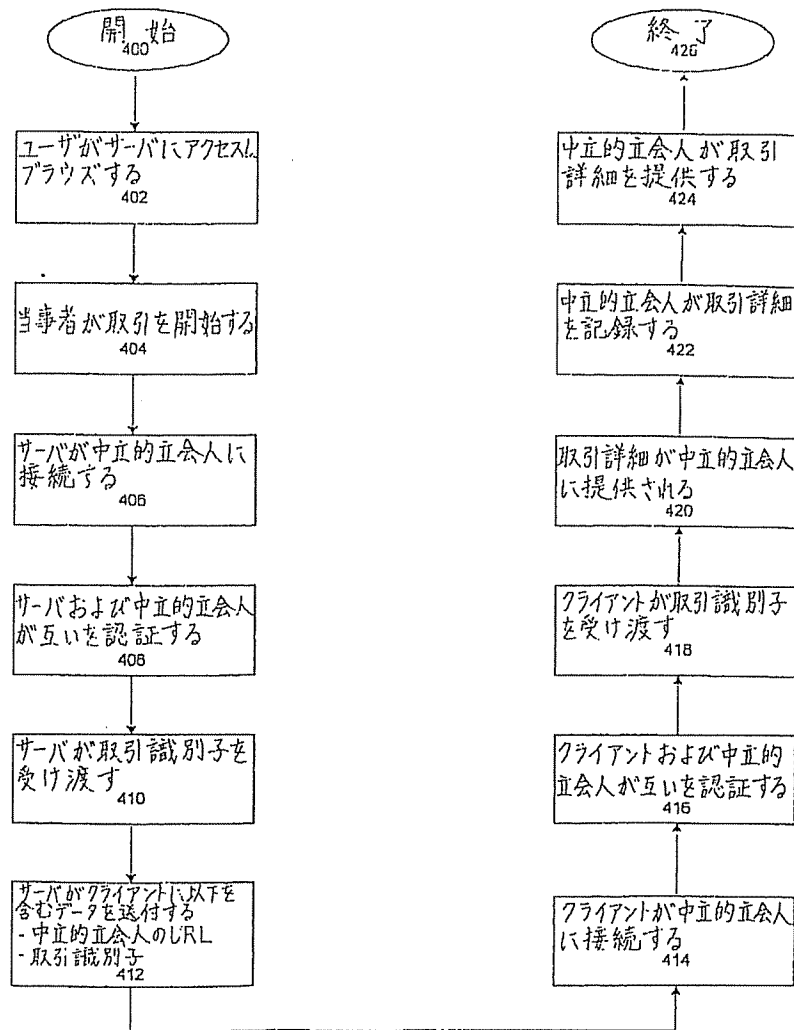 開始
400
ユーザがサーバにアクセスし
ブラウズする
402
当事者が取引を開始する
404
サーバが中立的立会人に
接続する
406
サーバおよび中立的立会人
が互いを認証する
408
サーバが取引識別子を
受け渡す
410
サーバがクライアントに以下を
含むデータを送付する
- 中立的立会人のURL
- 取引識別子
412
クライアントが中立的立会人
に接続する
414
クライアントおよび中立的
立会人が互いを認証する
416
クライアントが取引識別子
を受け渡す
418
取引詳細が中立的立会人
に提供される
420
中立的立会人が取引詳細
を記録する
422
中立的立会人が取引
詳細を提供する
424
終了
426